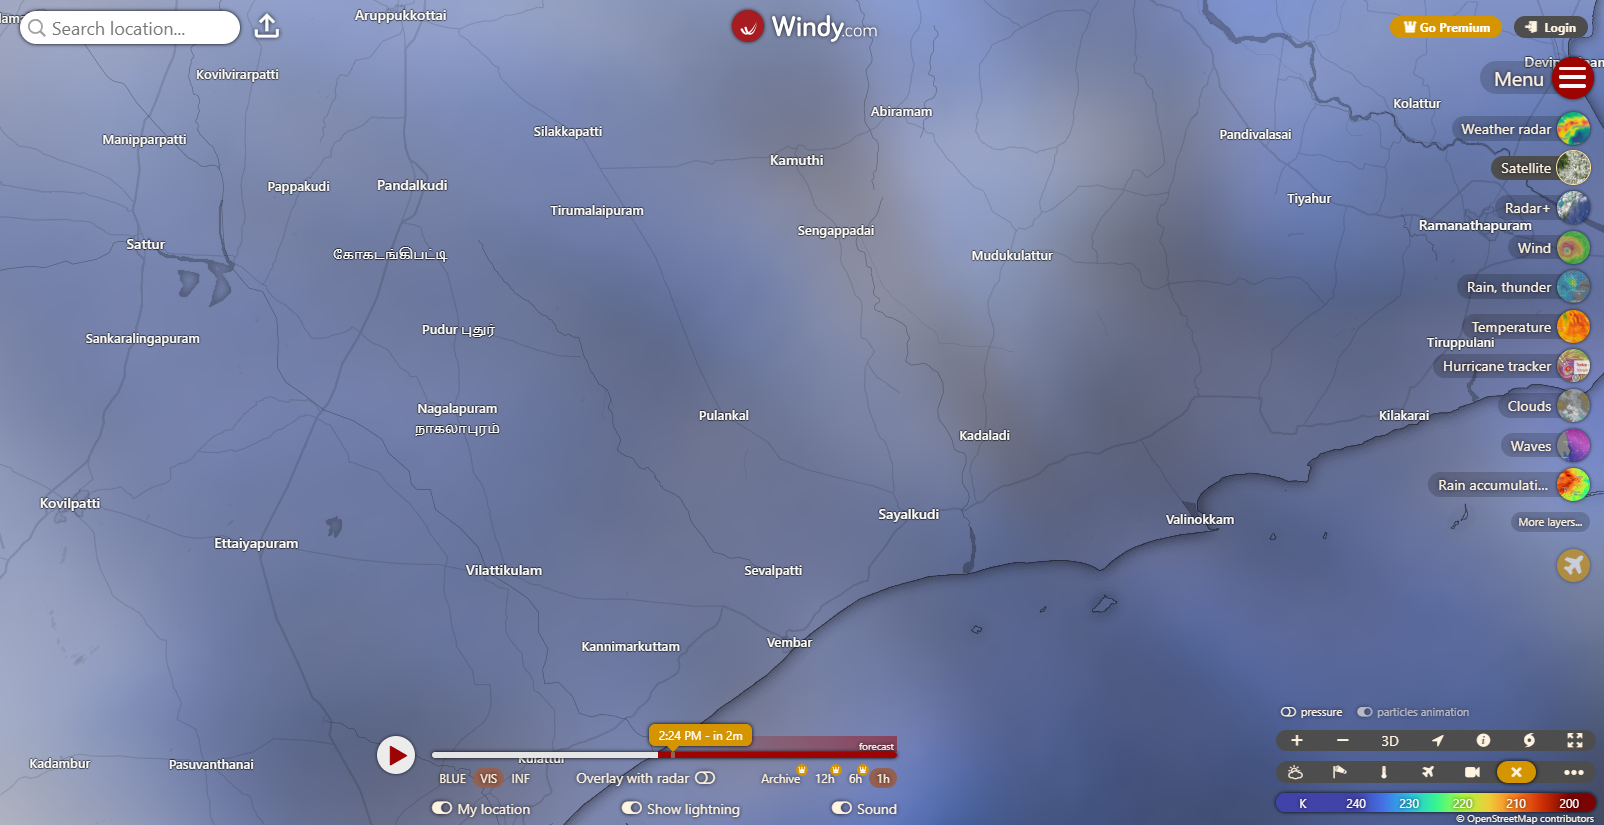 Search location...
Windy.com
Go Premium
Login
Menu
Weather radar
Satellite
Radar+
Wind
Rain, thunder
Temperature
Hurricane tracker
Clouds
Waves
Rain accumulati...
More layers...
Aruppukkottai
Kovilvirarpatti
Abiramam
Kolattur
Silakkapatti
Pandivalasai
Manipparpatti
Kamuthi
Pappakudi
Pandalkudi
Tiyahur
Tirumalaipuram
Ramanathapuram
Sengappadai
Sattur
கோகடங்கிபட்டி
Mudukulattur
Pudur புதுர்
Sankaralingapuram
Tiruppulani
Nagalapuram
நாகலாபுரம்
Pulankal
Kilakarai
Kadaladi
Kovilpatti
Sayalkudi
Valinokkam
Ettaiyapuram
Vilattikulam
Sevalpatti
Kannimarkuttam
Vembar
Kadambur
Pasuvanthanai
Kulattur
2:24 PM - in 2m
forecast
BLUE VIS INF
Overlay with radar
Archive 12h 6h 1h
My location
Show lightning
Sound
pressure
particles animation
3D
K 240 230 220 210 200
© OpenStreetMap contributors